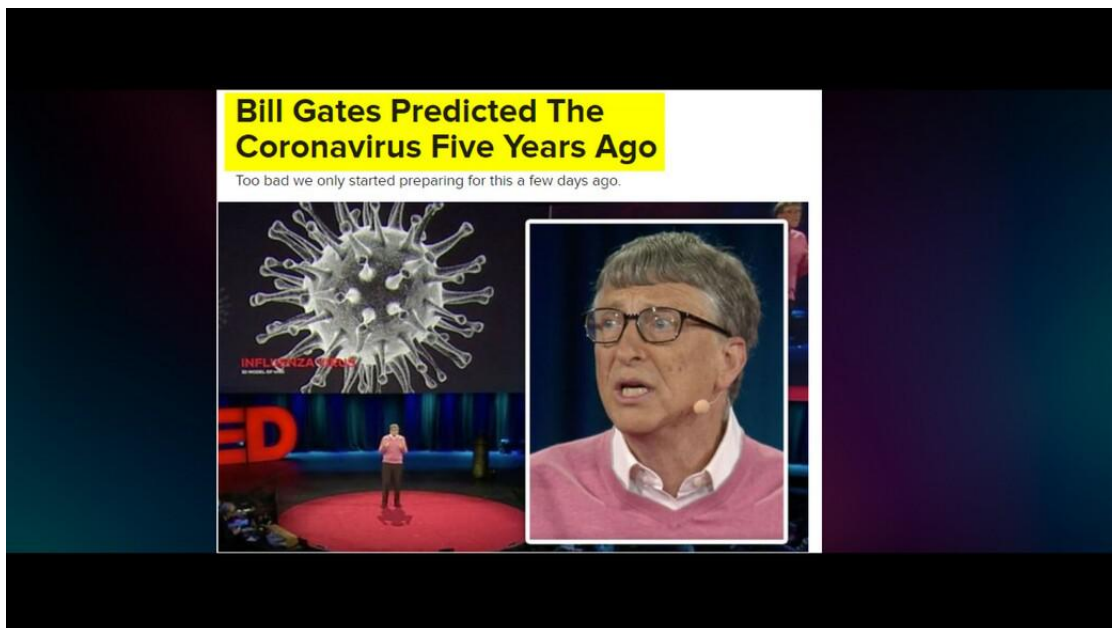 Bill Gates Predicted The
Coronavirus Five Years Ago
Too bad we only started preparing for this a few days ago.
INFLUENZA VIRUS
ED